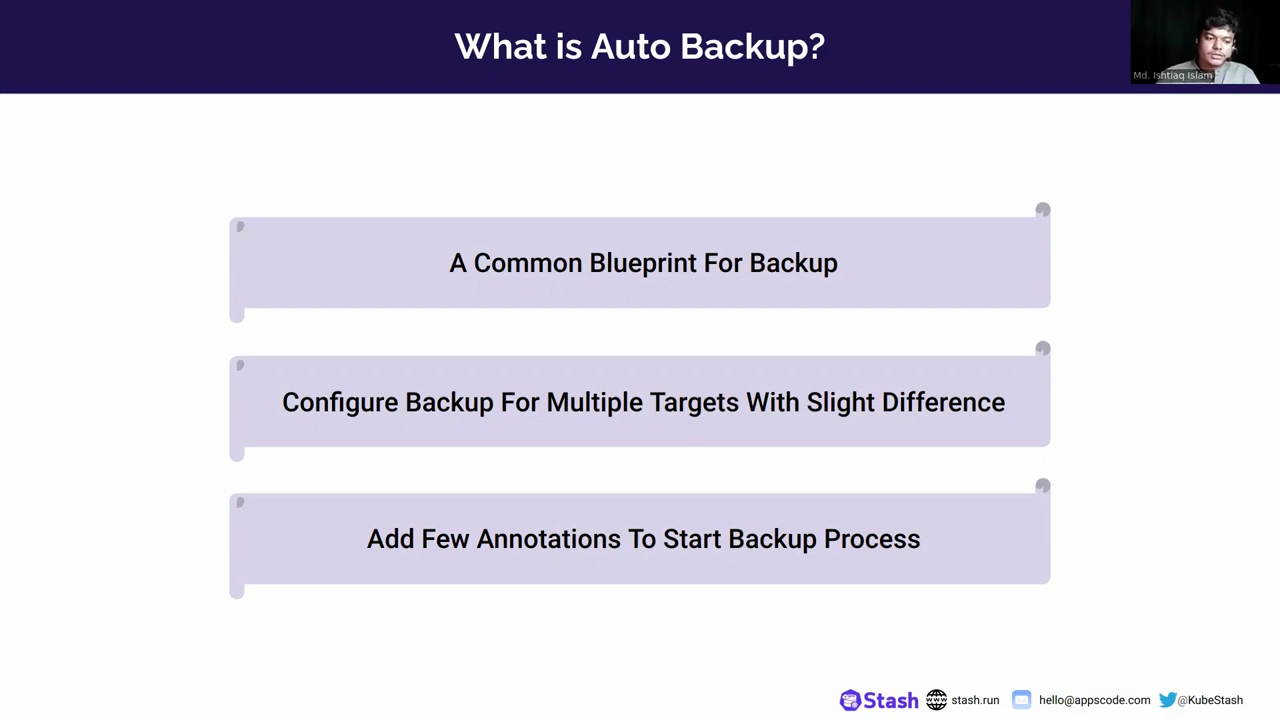 What is Auto Backup?
Md. Ishtiaq Islam
A Common Blueprint For Backup
Configure Backup For Multiple Targets With Slight Difference
Add Few Annotations To Start Backup Process
Stash stash.run hello@appscode.com @KubeStash